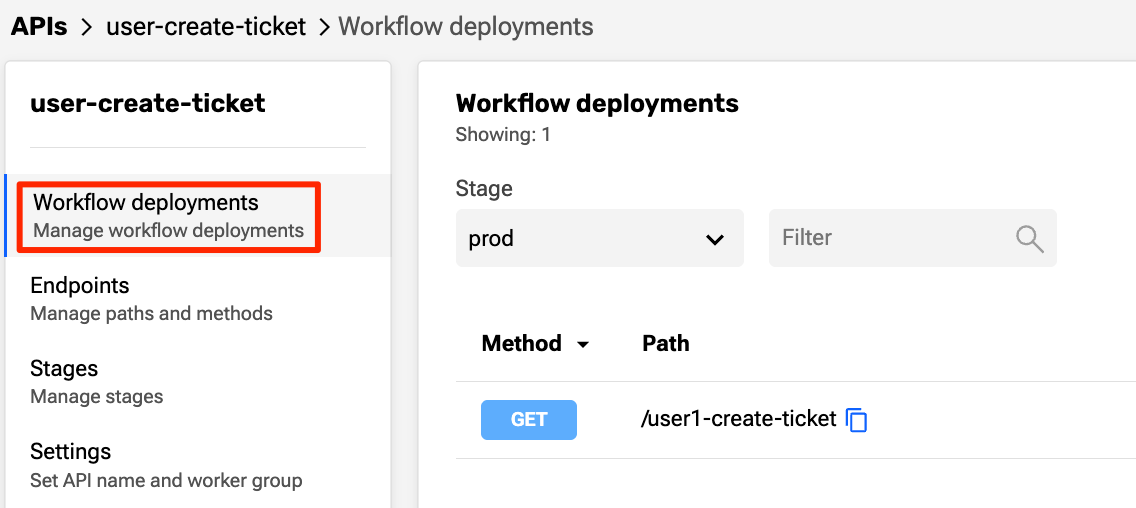 APIs > user-create-ticket > Workflow deployments
user-create-ticket
Workflow deployments
Manage workflow deployments
Endpoints
Manage paths and methods
Stages
Manage stages
Settings
Set API name and worker group
Workflow deployments
Showing: 1
Stage
prod
Filter
Method Path
GET /user1-create-ticket